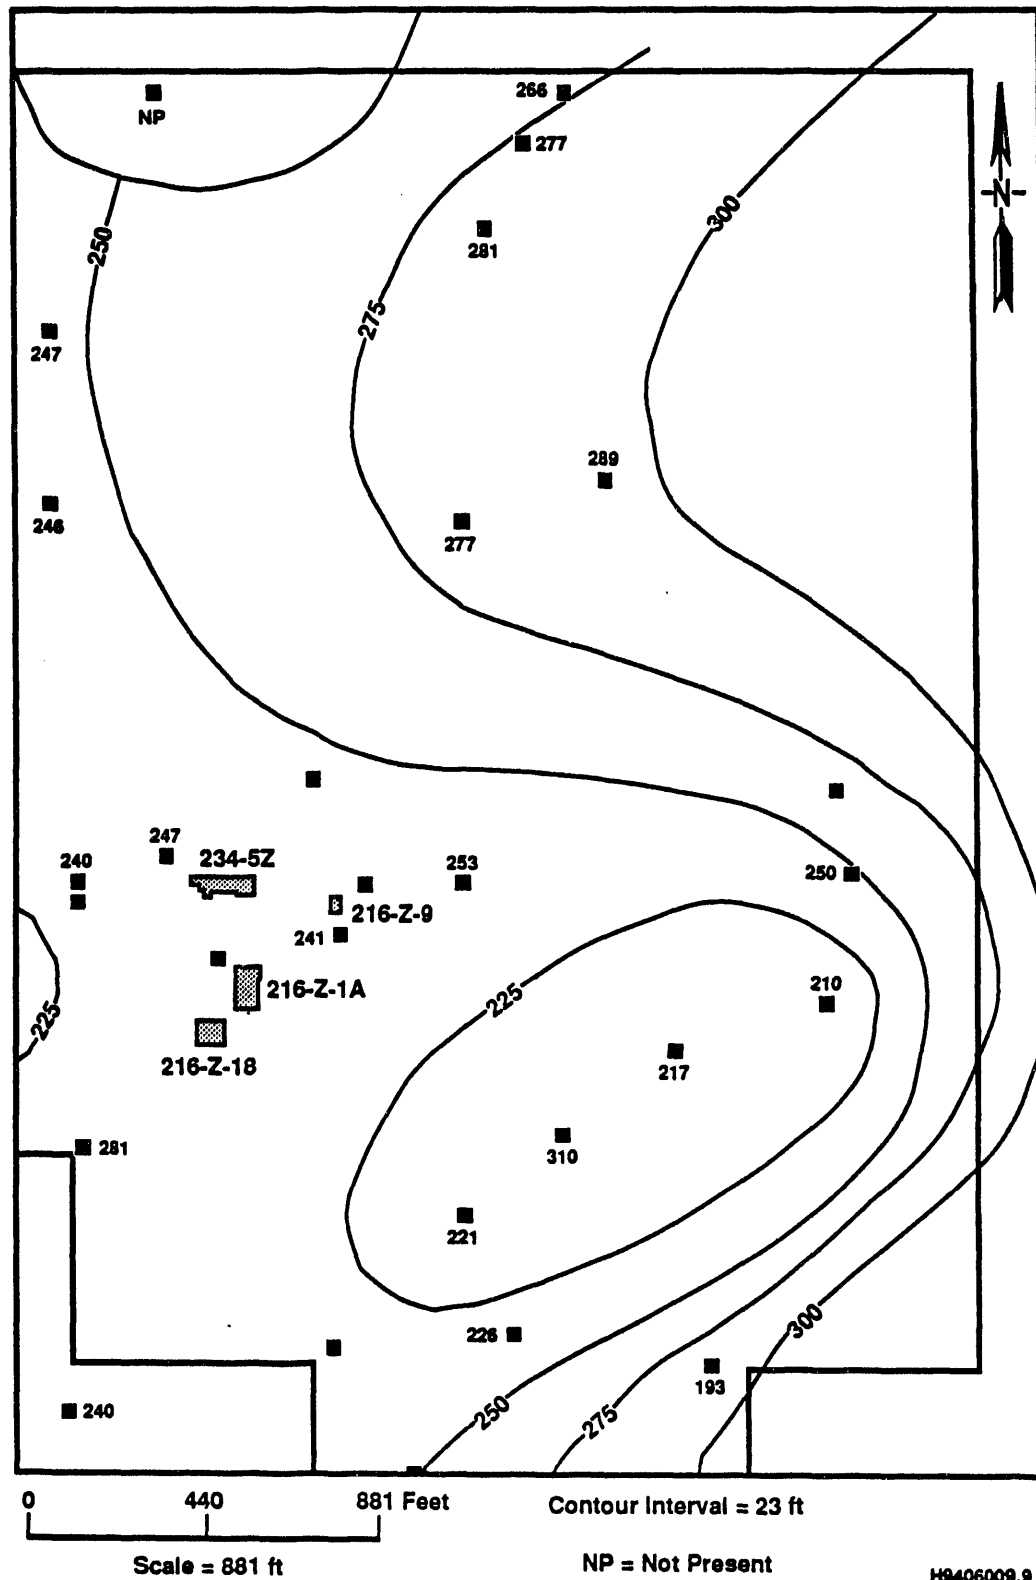 NP
266
277
N
300
281
250
275
247
289
246
277
247
234-5Z
240
253
250
216-Z-9
241
225
216-Z-1A
225
210
216-Z-18
217
281
310
221
226
300
193
240
250
275
0 440 881 Feet
Contour Interval = 23 ft
Scale = 881 ft
NP = Not Present
H9406009.9